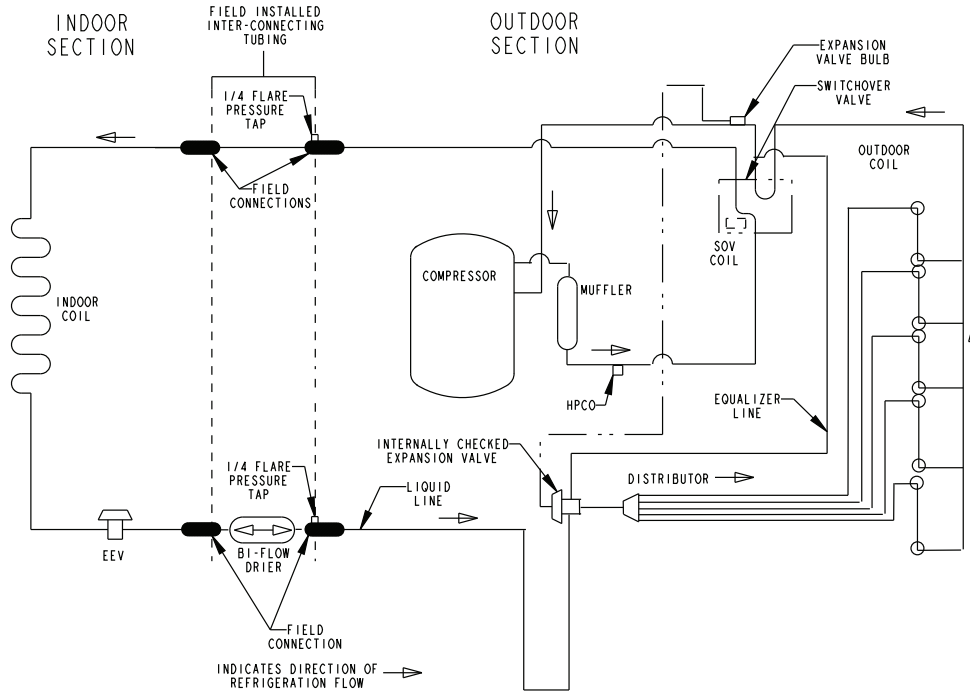 INDOOR
SECTION
FIELD INSTALLED
INTER-CONNECTING
TUBING
OUTDOOR
SECTION
EXPANSION
VALVE BULB
SWITCHOVER
VALVE
1/4 FLARE
PRESSURE
TAP
OUTDOOR
COIL
FIELD
CONNECTIONS
SOV
COIL
COMPRESSOR
MUFFLER
INDOOR
COIL
HPCO
EQUALIZER
LINE
INTERNALLY CHECKED
EXPANSION VALVE
1/4 FLARE
PRESSURE
TAP
LIQUID
LINE
DISTRIBUTOR
EEV
BI-FLOW
DRIER
FIELD
CONNECTION
INDICATES DIRECTION OF
REFRIGERATION FLOW